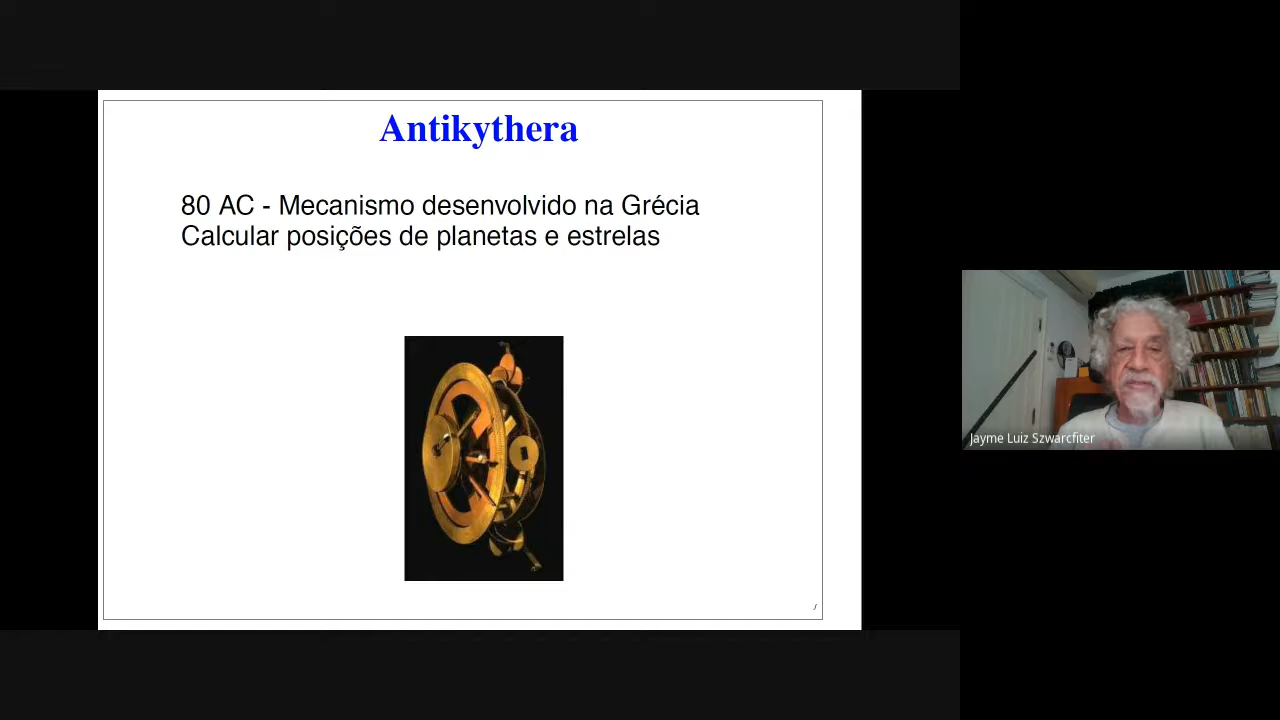 Antikythera
80 AC - Mecanismo desenvolvido na Grécia
Calcular posições de planetas e estrelas
Jayme Luiz Szwarcfiter